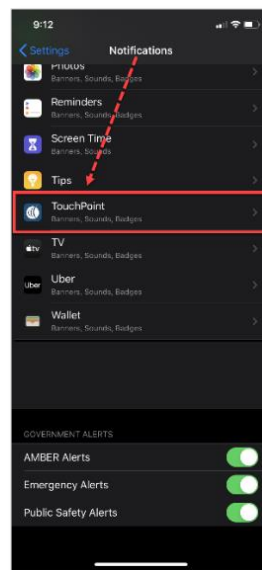 9:12
Settings
Notifications
Photos
Banners, Sounds, Badges
Reminders
Banners, Sounds, Badges
Screen Time
Banners, Sounds
Tips
TouchPoint
Banners, Sounds, Badges
TV
Banners, Sounds, Badges
Uber
Uber
Banners, Sounds, Badges
Wallet
Banners, Sounds, Badges
GOVERNMENT ALERTS
AMBER Alerts
Emergency Alerts
Public Safety Alerts